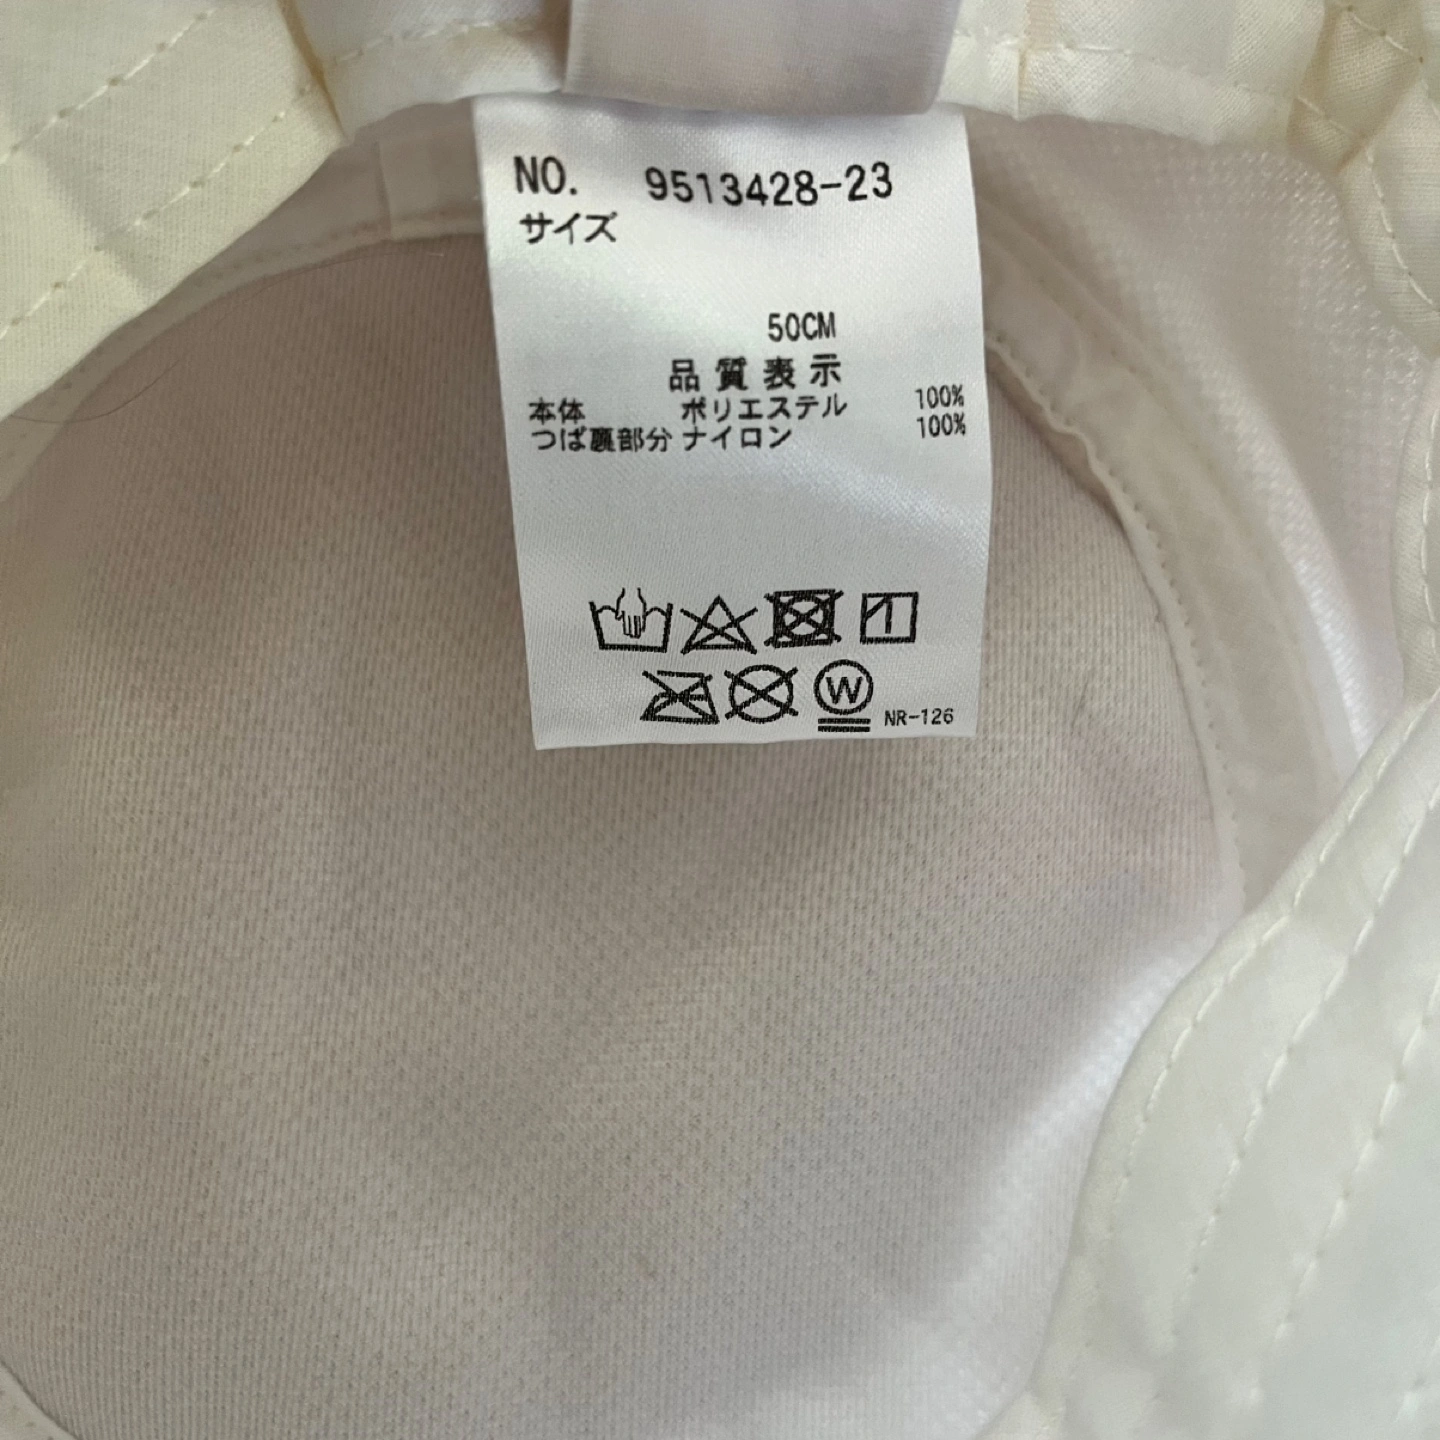 NO. 9513428-23
サイズ
50CM
品質表示
本体 ポリエステル 100%
つば裏部分 ナイロン 100%
W
NR-126